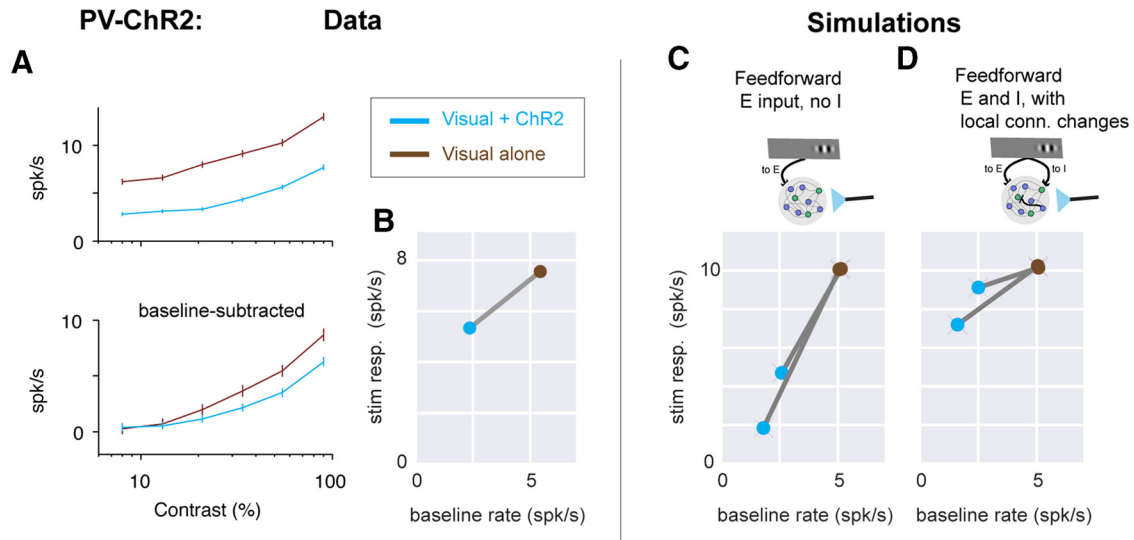 PV-ChR2: Data
Simulations
A
spk/s
10
0
baseline-subtracted
spk/s
10
0
10
100
Contrast (%)
Visual + ChR2
Visual alone
B
stim resp. (spk/s)
8
0
0
5
baseline rate (spk/s)
C
Feedforward
E input, no I
to E
stim resp. (spk/s)
10
0
0
5
baseline rate (spk/s)
D
Feedforward
E and I, with
local conn. changes
to E
to I
10
0
0
5
baseline rate (spk/s)